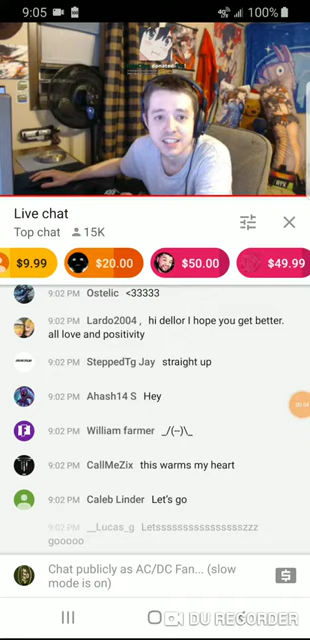 9:05
4G
100%
donated
Live chat
Top chat 15K
$9.99 $20.00 $50.00 $49.99
9:02 PM Ostelic <33333
9:02 PM Lardo2004 , hi dellor I hope you get better.
all love and positivity
9:02 PM SteppedTg Jay straight up
9:02 PM Ahash14 S Hey
9:02 PM William farmer _/(–)\_
9:02 PM CallMeZix this warms my heart
9:02 PM Caleb Linder Let's go
9:02 PM __Lucas_g Letsssssssssssssszzz
gooooo
Chat publicly as AC/DC Fan... (slow
mode is on)
DU RECORDER